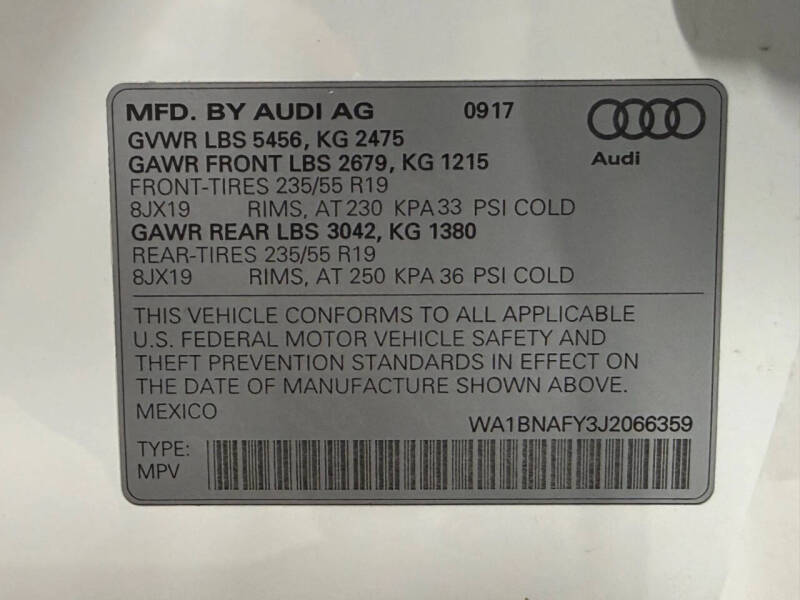 MFD. BY AUDI AG 0917
GVWR LBS 5456, KG 2475
GAWR FRONT LBS 2679, KG 1215
Audi
FRONT-TIRES 235/55 R19
8JX19 RIMS, AT 230 KPA 33 PSI COLD
GAWR REAR LBS 3042, KG 1380
REAR-TIRES 235/55 R19
8JX19 RIMS, AT 250 KPA 36 PSI COLD
THIS VEHICLE CONFORMS TO ALL APPLICABLE
U.S. FEDERAL MOTOR VEHICLE SAFETY AND
THEFT PREVENTION STANDARDS IN EFFECT ON
THE DATE OF MANUFACTURE SHOWN ABOVE.
MEXICO WA1BNAFY3J2066359
TYPE:
MPV